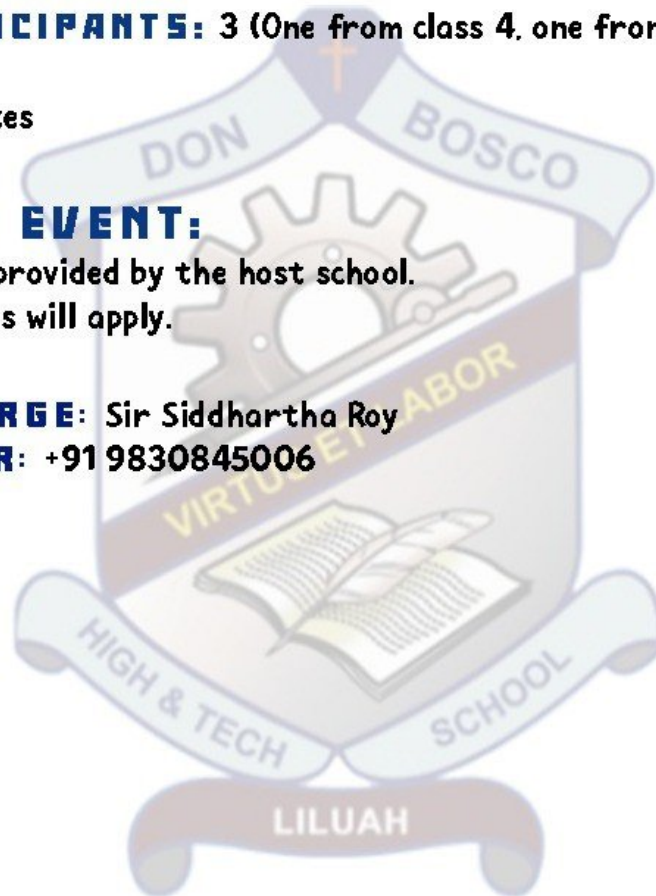 CIPANTS: 3 (One from class 4, one from
es
EVENT:
provided by the host school.
s will apply.
RGE: Sir Siddhartha Roy
R: +91 9830845006
DON BOSCO
VIRTUS ET LABOR
HIGH & TECH SCHOOL
LILUAH